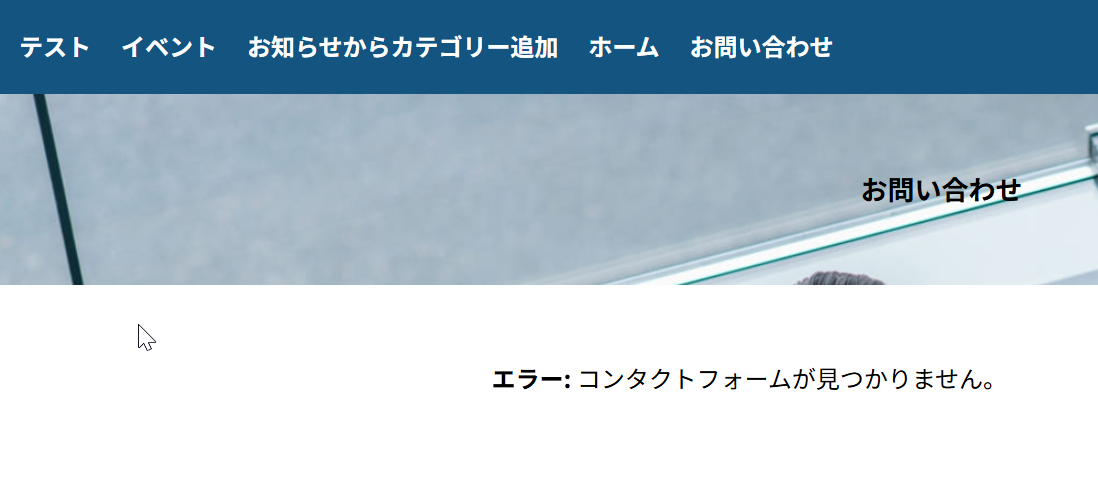 テスト イベント お知らせからカテゴリー追加 ホーム お問い合わせ
お問い合わせ
エラー: コンタクトフォームが見つかりません。